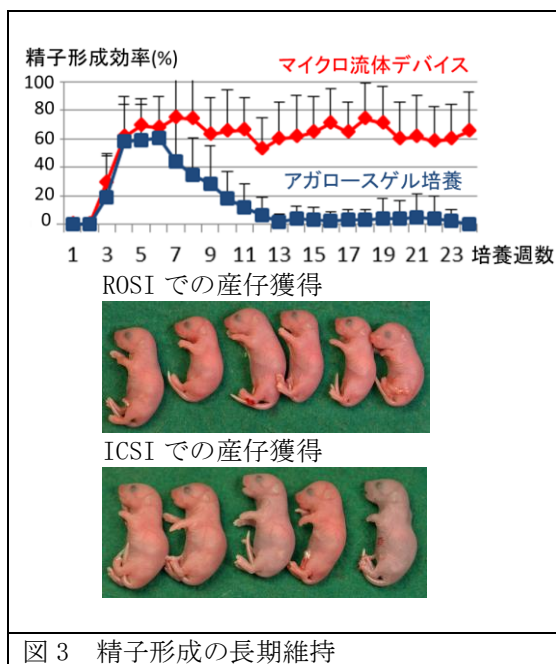 精子形成効率(%)
マイクロ流体デバイス
100
80
60
40
20
0
アガロースゲル培養
1 3 5 7 9 11 13 15 17 19 21 23 培養週数
ROSI での産仔獲得
ICSI での産仔獲得
図 3 精子形成の長期維持